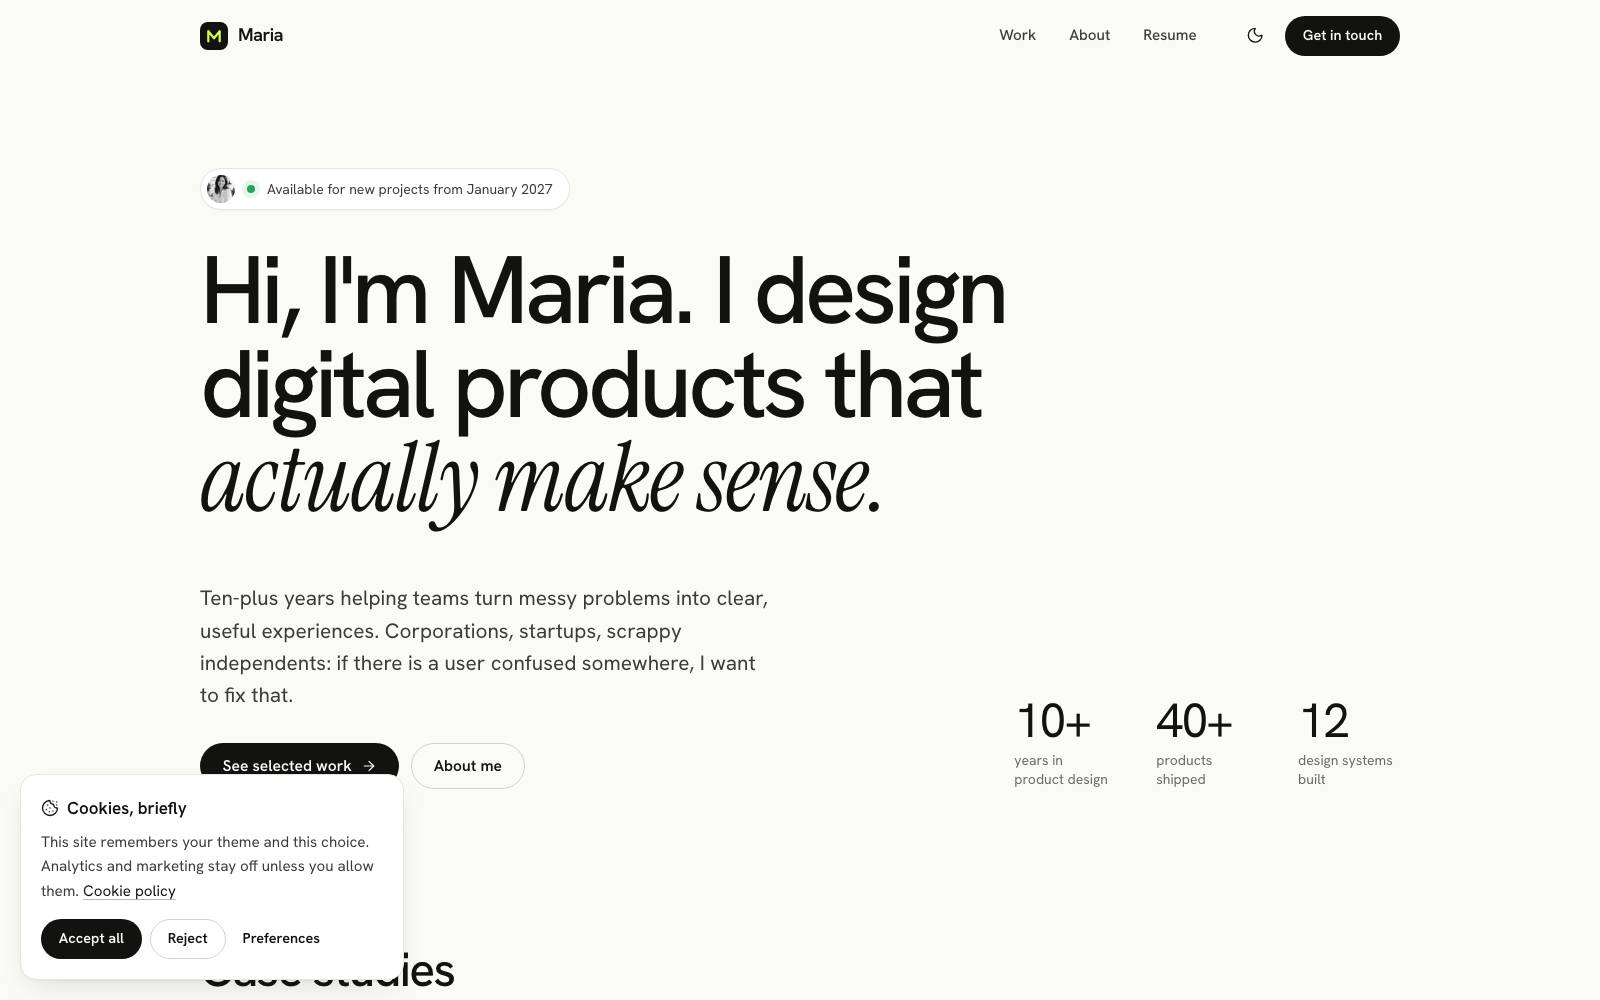 Maria
Work
About
Resume
Get in touch
Available for new projects from January 2027
Hi, I'm Maria. I design
digital products that
actually make sense.
Ten-plus years helping teams turn messy problems into clear,
useful experiences. Corporations, startups, scrappy
independents: if there is a user confused somewhere, I want
to fix that.
See selected work →
About me
10+
years in
product design
40+
products
shipped
12
design systems
built
Cookies, briefly
This site remembers your theme and this choice.
Analytics and marketing stay off unless you allow
them. Cookie policy
Accept all
Reject
Preferences
Case studies